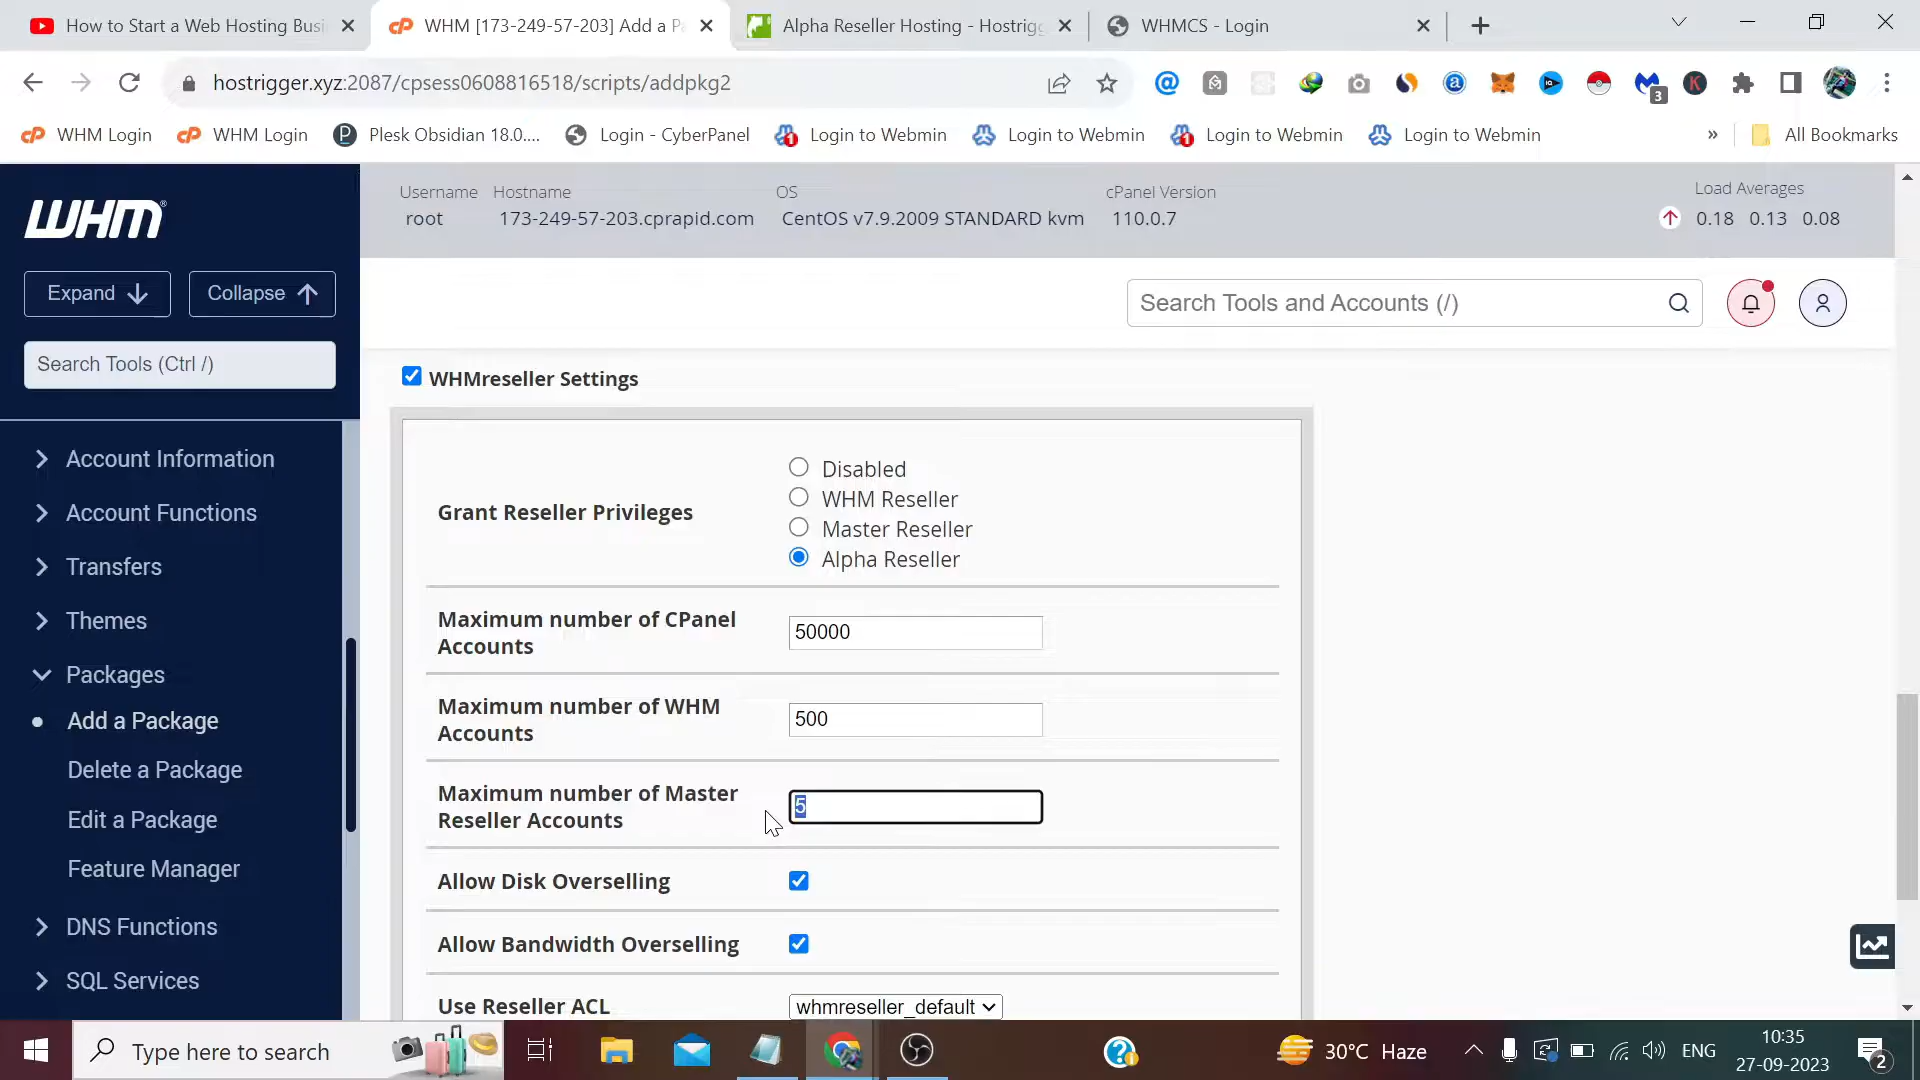 How to Start a Web Hosting Busi
WHM [173-249-57-203] Add a Pa
Alpha Reseller Hosting - Hostrigg
WHMCS - Login
hostrigger.xyz:2087/cpsess0608816518/scripts/addpkg2
3
WHM Login
WHM Login
Plesk Obsidian 18.0....
Login - CyberPanel
Login to Webmin
Login to Webmin
Login to Webmin
Login to Webmin
»
All Bookmarks
WHM
Username Hostname OS cPanel Version Load Averages
root 173-249-57-203.cprapid.com CentOS v7.9.2009 STANDARD kvm 110.0.7 0.18 0.13 0.08
Expand
Collapse
Search Tools and Accounts (/)
Search Tools (Ctrl /)
Account Information
Account Functions
Transfers
Themes
Packages
Add a Package
Delete a Package
Edit a Package
Feature Manager
DNS Functions
SQL Services
WHMreseller Settings
Grant Reseller Privileges
Disabled
WHM Reseller
Master Reseller
Alpha Reseller
Maximum number of CPanel
Accounts
50000
Maximum number of WHM
Accounts
500
Maximum number of Master
Reseller Accounts
5
Allow Disk Overselling
Allow Bandwidth Overselling
Use Reseller ACL
whmreseller_default
Type here to search
30°C Haze
ENG
10:35
27-09-2023
2